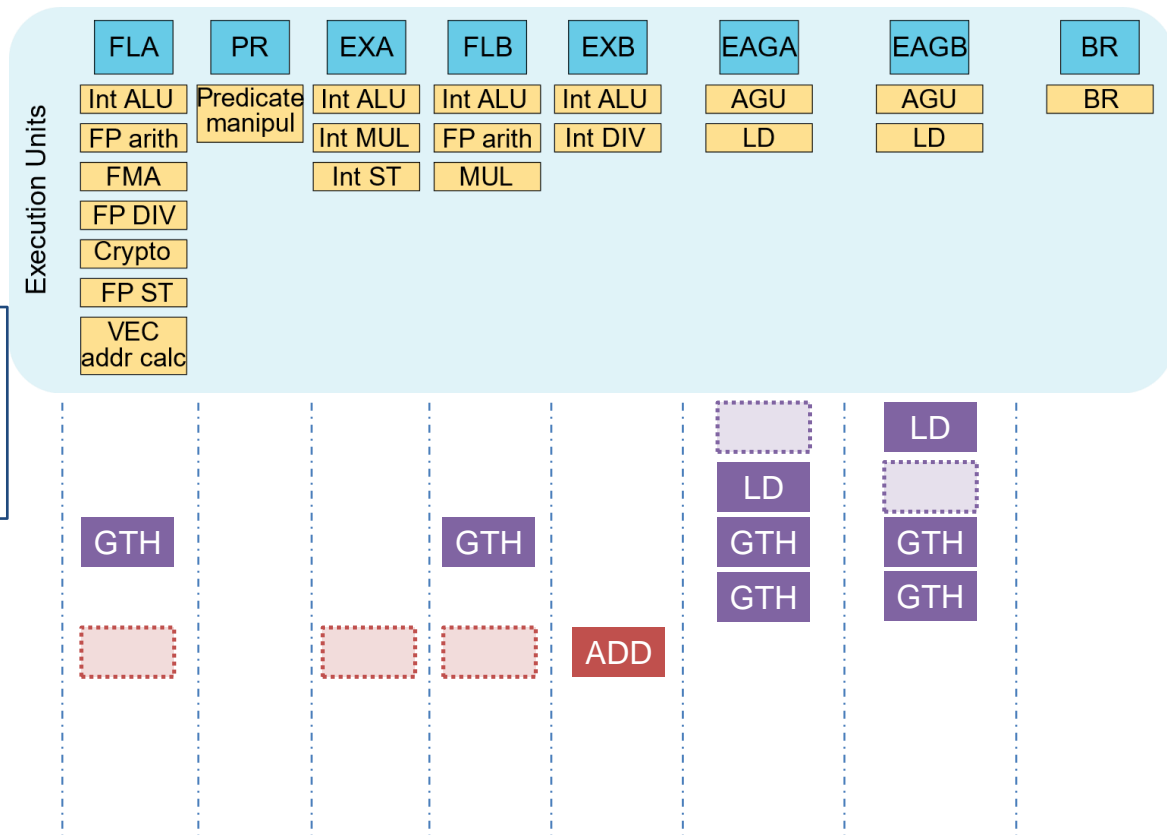 Execution Units
FLA PR EXA FLB EXB EAGA EAGB BR
Int ALU
FP arith
FMA
FP DIV
Crypto
FP ST
VEC
addr calc
Predicate
manipul
Int ALU
Int MUL
Int ST
Int ALU
FP arith
MUL
Int ALU
Int DIV
AGU
LD
AGU
LD
BR
LD
LD
GTH GTH GTH GTH
GTH GTH
ADD